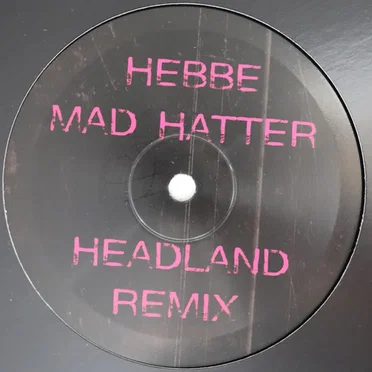 HEBBE
MAD HATTER
HEADLAND
REMIX